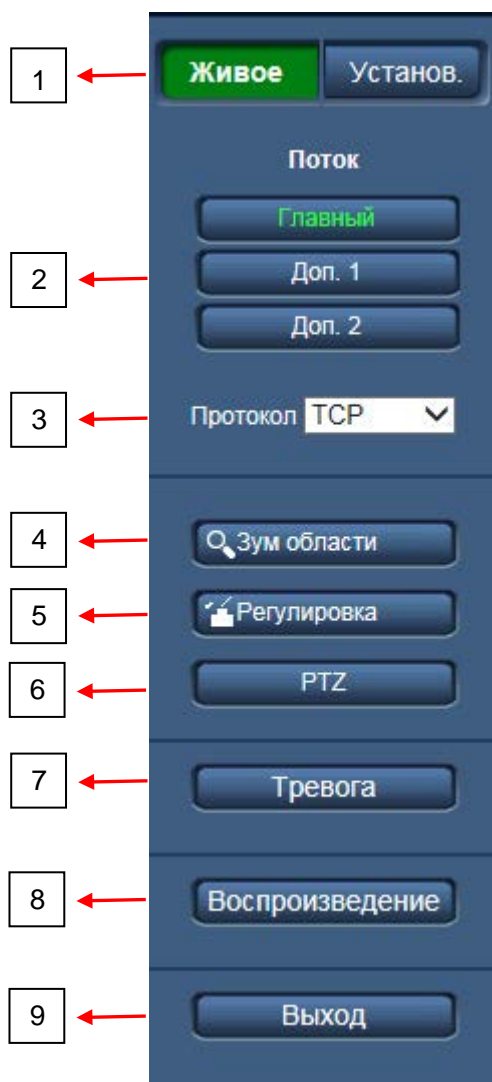 1 Живое Установ.
Поток
Главный
2 Доп. 1
Доп. 2
3 Протокол TCP
4 Зум области
5 Регулировка
6 PTZ
7 Тревога
8 Воспроизведение
9 Выход